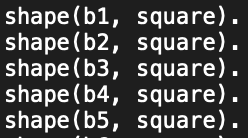 shape(b1, square).
shape(b2, square).
shape(b3, square).
shape(b4, square).
shape(b5, square).